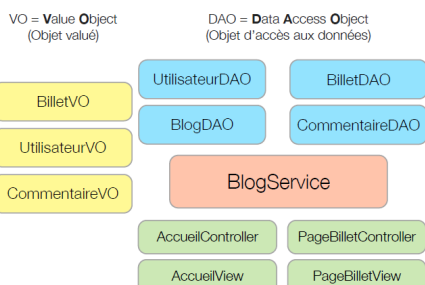 VO = Value Object
(Objet valué)
DAO = Data Access Object
(Objet d'accès aux données)
BilletVO
UtilisateurVO
CommentaireVO
UtilisateurDAO
BilletDAO
BlogDAO
CommentaireDAO
BlogService
AccueilController
PageBilletController
AccueilView
PageBilletView